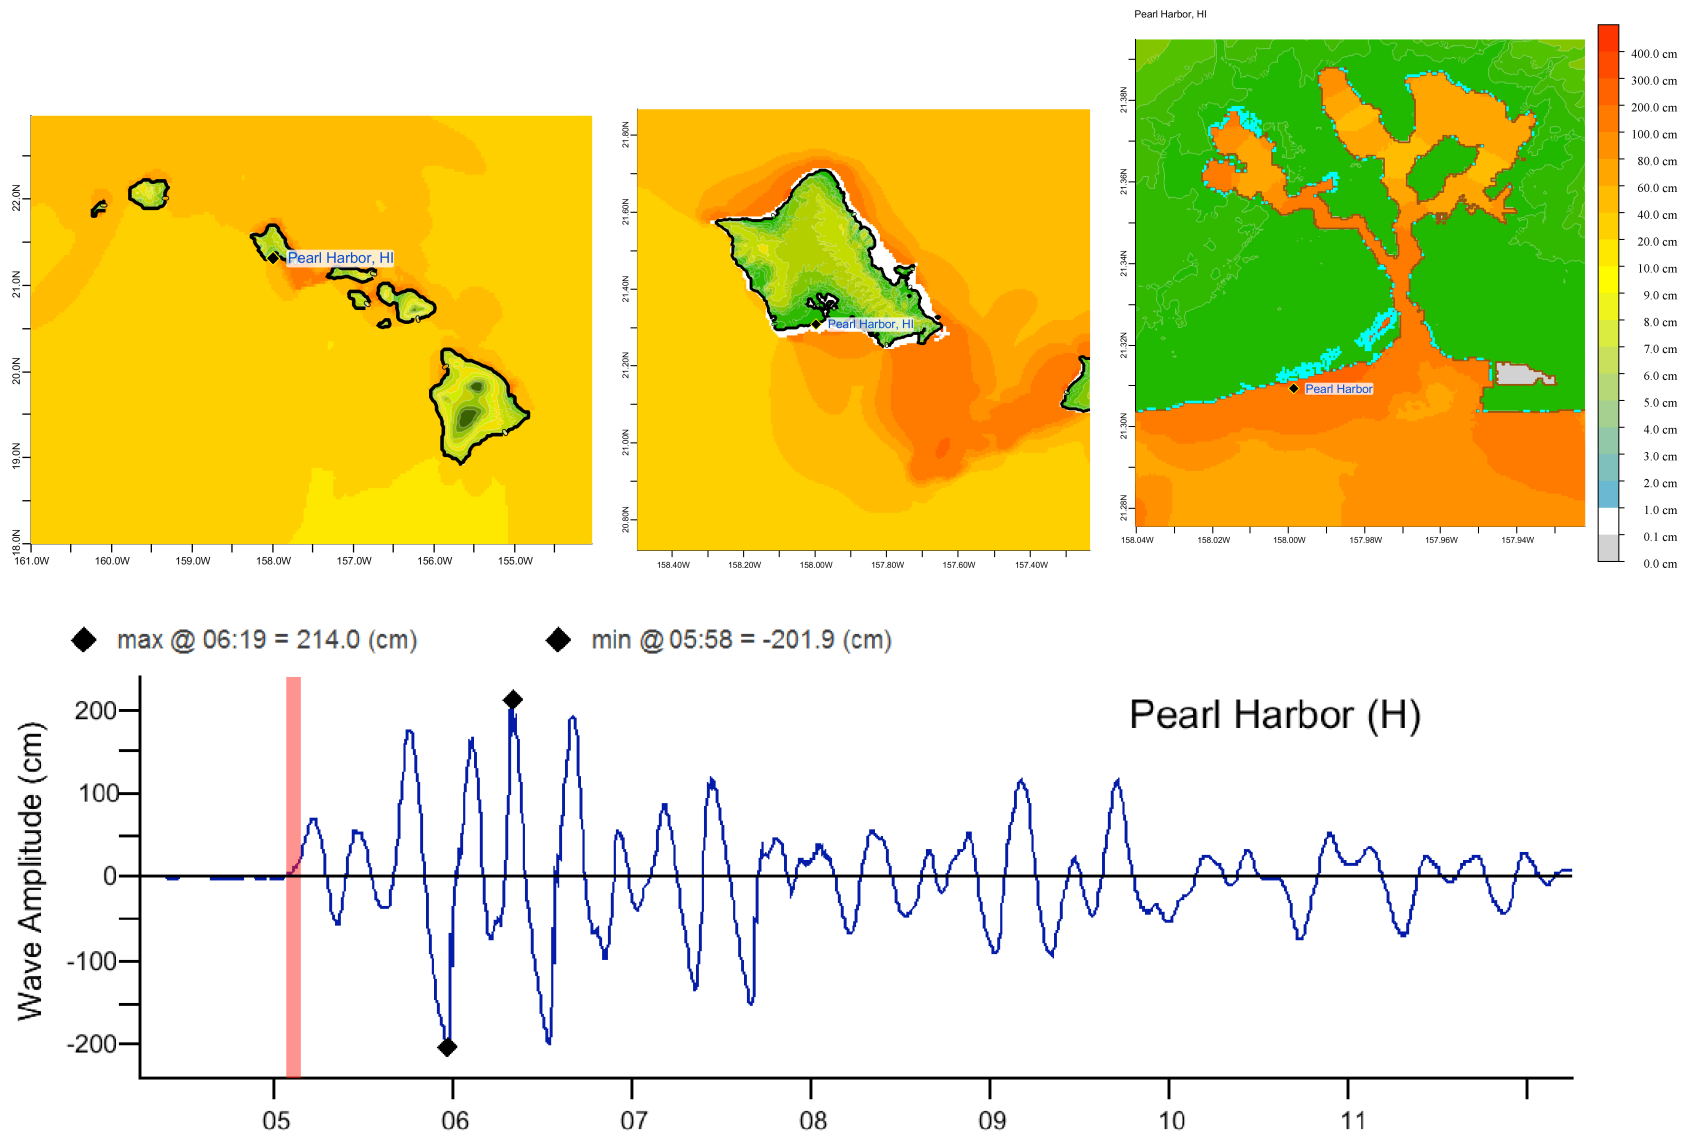 Pearl Harbor, HI
400.0 cm
300.0 cm
200.0 cm
100.0 cm
80.0 cm
60.0 cm
40.0 cm
20.0 cm
10.0 cm
9.0 cm
8.0 cm
7.0 cm
6.0 cm
5.0 cm
4.0 cm
3.0 cm
2.0 cm
1.0 cm
0.1 cm
0.0 cm
22.0N
21.0N
20.0N
19.0N
18.0N
Pearl Harbor, HI
161.0W 160.0W 159.0W 158.0W 157.0W 156.0W 155.0W
21.80N
21.60N
21.40N
21.20N
21.00N
20.80N
Pearl Harbor, HI
158.40W 158.20W 158.00W 157.80W 157.60W 157.40W
21.38N
21.36N
21.34N
21.32N
21.30N
21.28N
Pearl Harbor
158.04W 158.02W 158.00W 157.98W 157.96W 157.94W
max @ 06:19 = 214.0 (cm) min @ 05:58 = -201.9 (cm)
Pearl Harbor (H)
Wave Amplitude (cm)
200
100
0
-100
-200
05 06 07 08 09 10 11